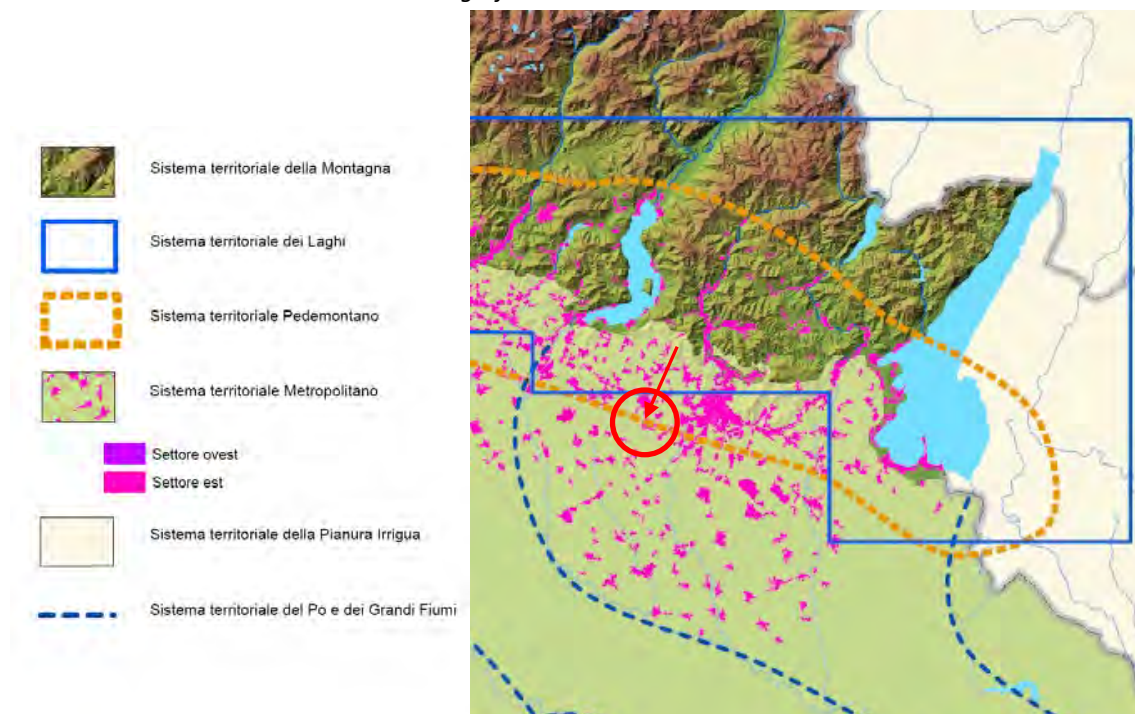 Sistema territoriale della Montagna
Sistema territoriale dei Laghi
Sistema territoriale Pedemontano
Sistema territoriale Metropolitano
Settore ovest
Settore est
Sistema territoriale della Pianura Irrigua
Sistema territoriale del Po e dei Grandi Fiumi